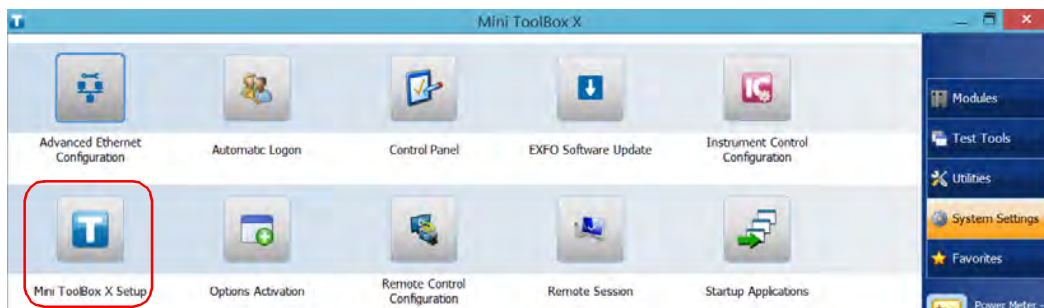 Mini ToolBox X
Advanced Ethernet
Configuration
Automatic Logon
Control Panel
EXFO Software Update
Instrument Control
Configuration
Mini ToolBox X Setup
Options Activation
Remote Control
Configuration
Remote Session
Startup Applications
Modules
Test Tools
Utilities
System Settings
Favorites
Power Meter -